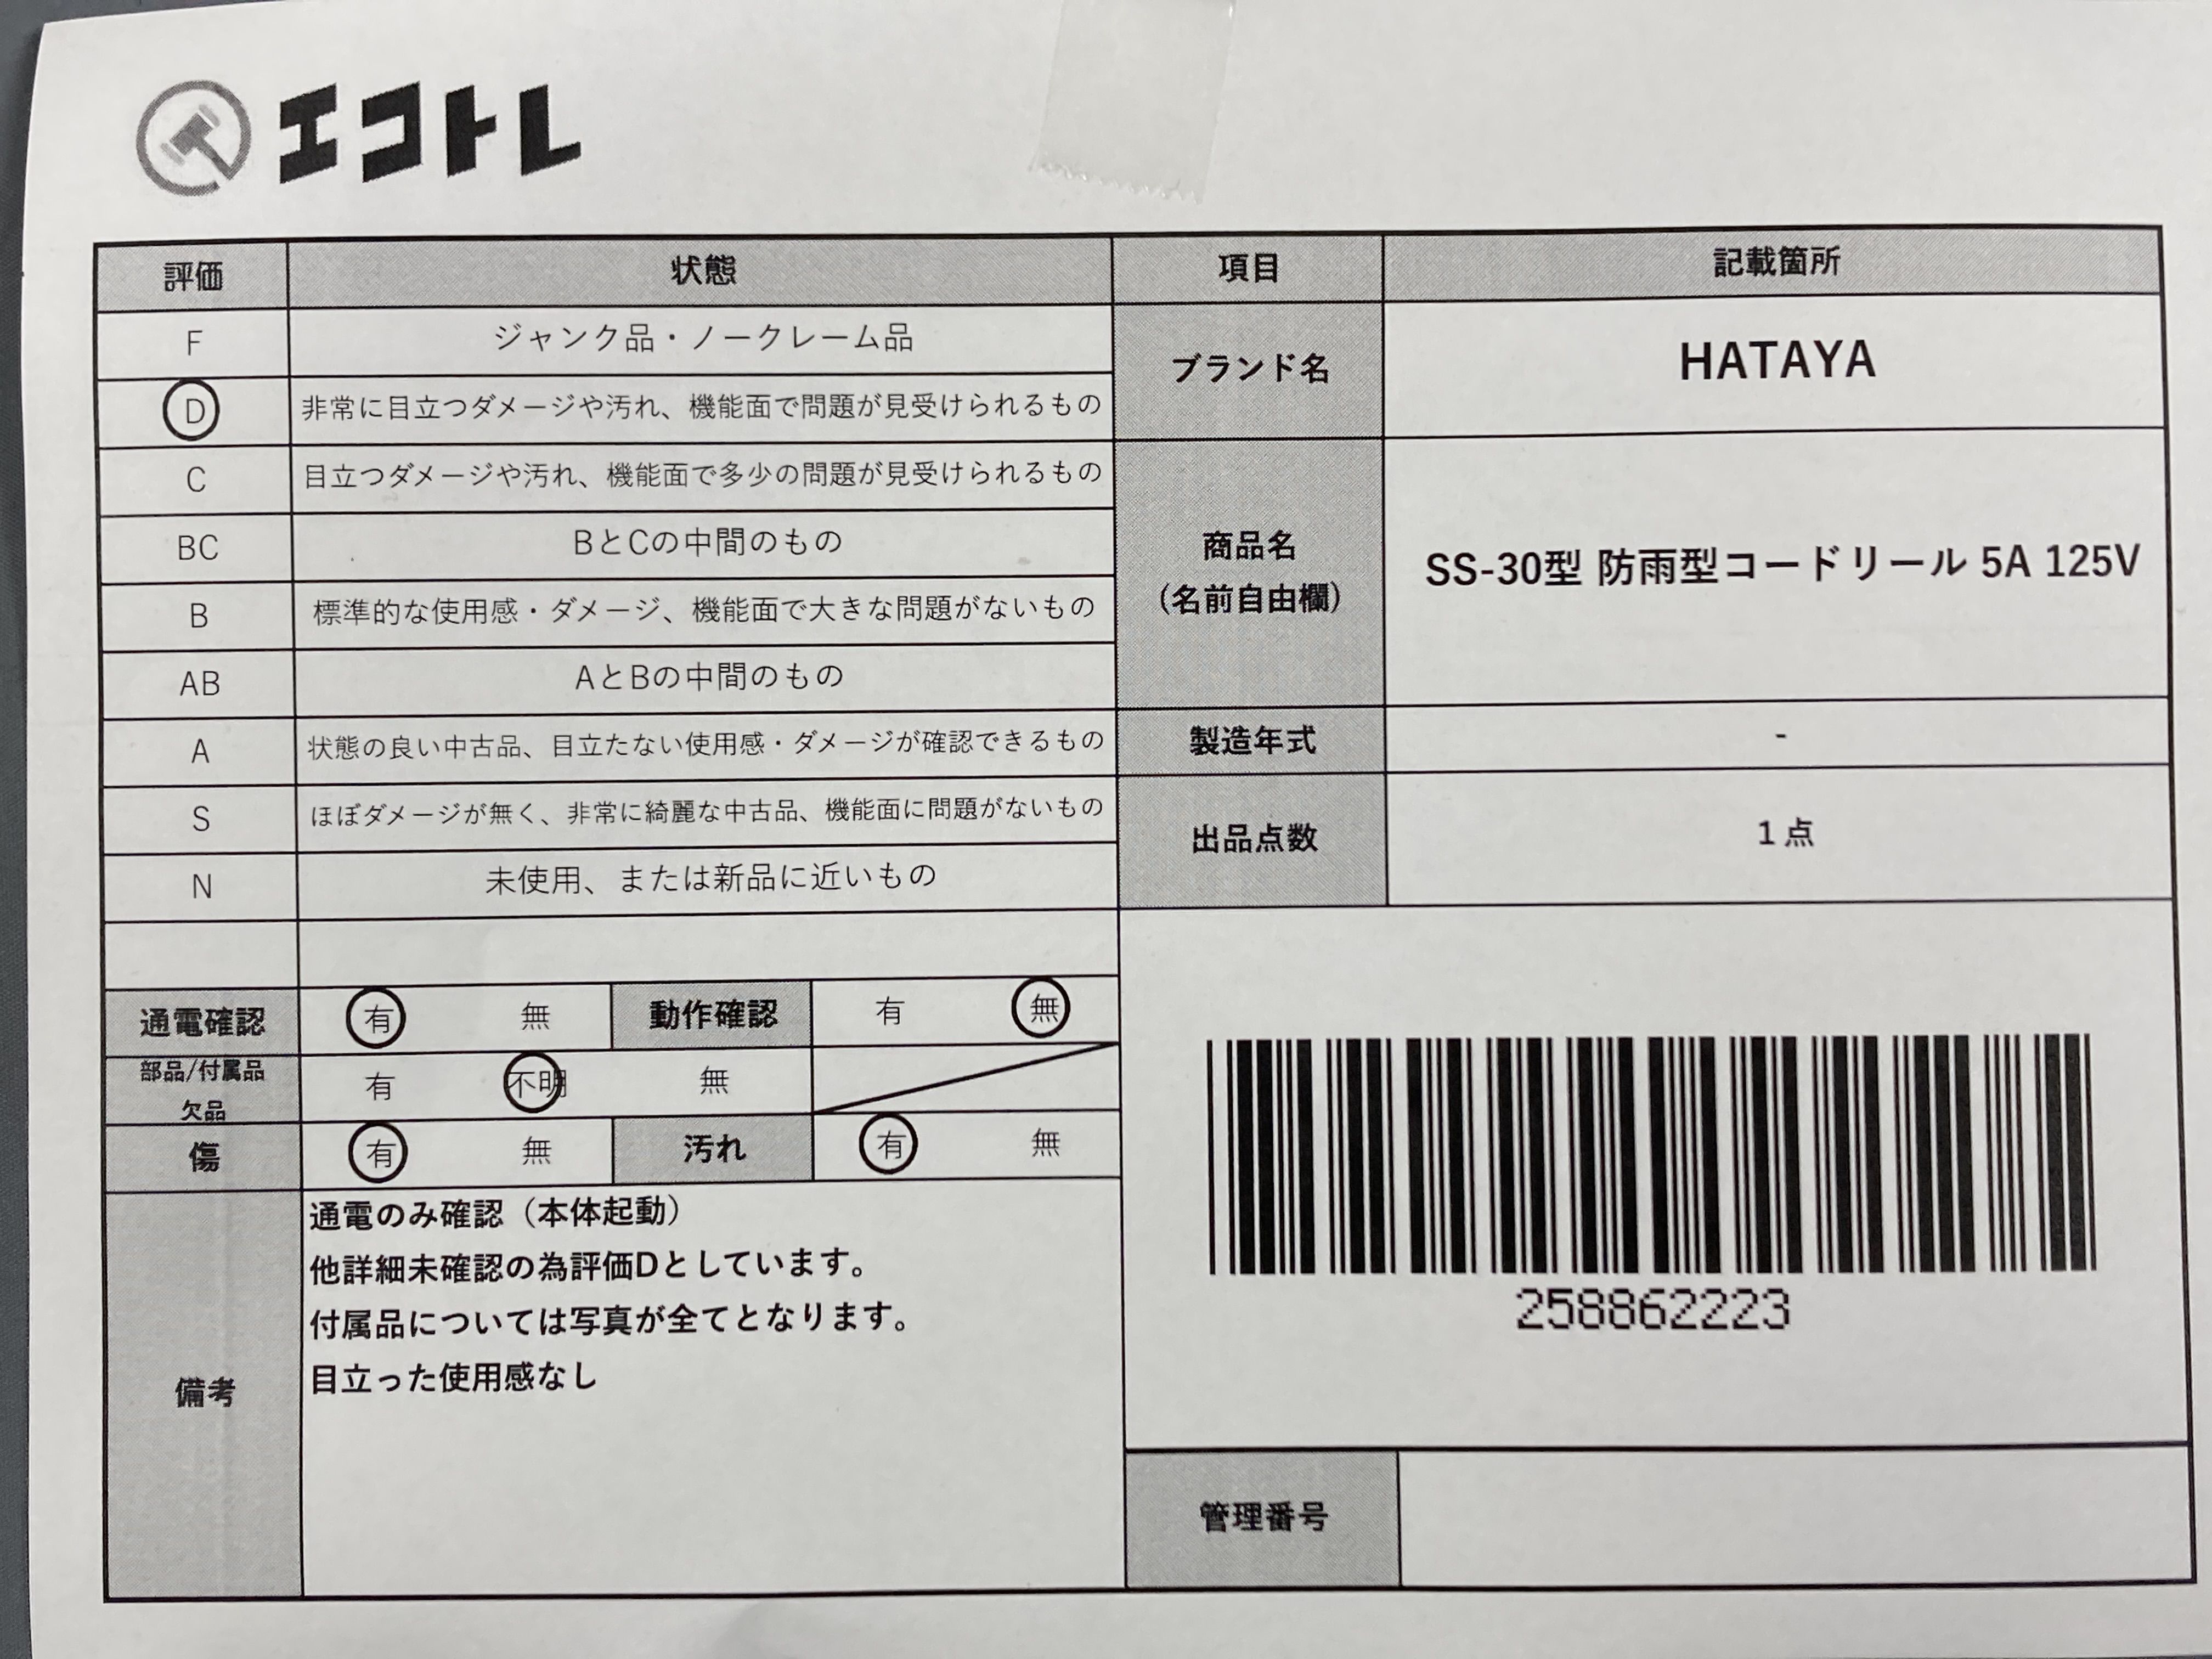 エコトレ
評価 状態 項目 記載箇所
F ジャンク品・ノークレーム品
D 非常に目立つダメージや汚れ、機能面で問題が見受けられるもの
C 目立つダメージや汚れ、機能面で多少の問題が見受けられるもの
BC BとCの中間のもの
B 標準的な使用感・ダメージ、機能面で大きな問題がないもの
AB AとBの中間のもの
A 状態の良い中古品、目立たない使用感・ダメージが確認できるもの
S ほぼダメージが無く、非常に綺麗な中古品、機能面に問題がないもの
N 未使用、または新品に近いもの
ブランド名 HATAYA
商品名
（名前自由欄）
SS-30型 防雨型コードリール 5A 125V
製造年式 -
出品点数 1点
通電確認 有 無 動作確認 有 無
部品/付属品
欠品
有 不明 無
傷 有 無 汚れ 有 無
備考
通電のみ確認（本体起動）
他詳細未確認の為評価Dとしています。
付属品については写真が全てとなります。
目立った使用感なし
258862223
管理番号